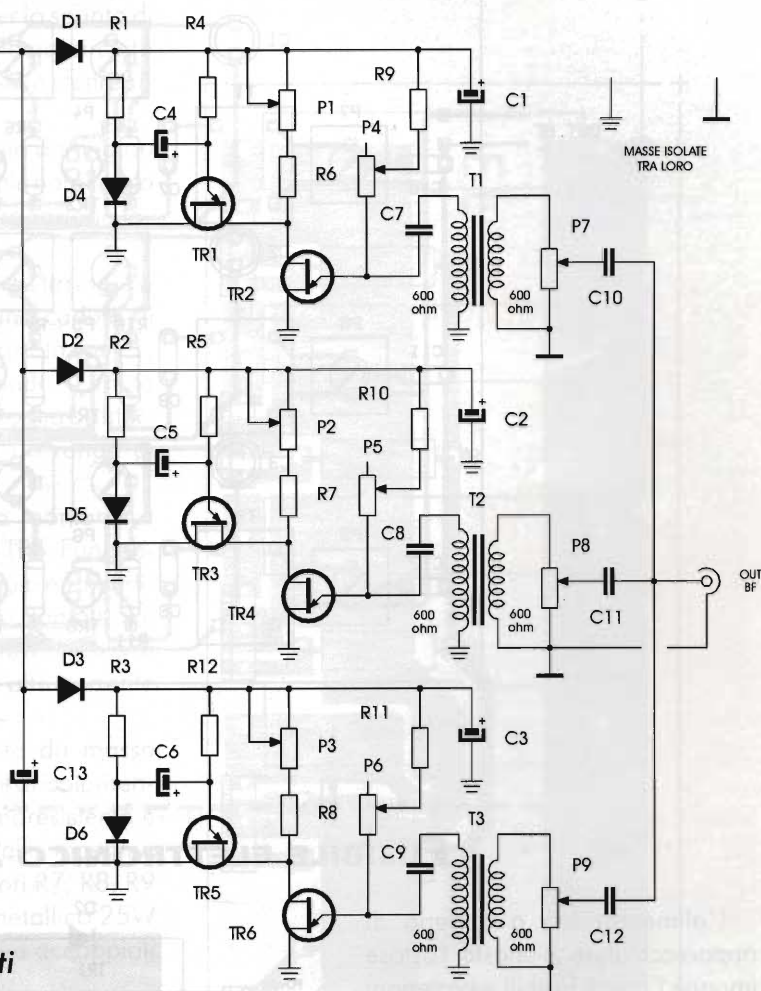 D1 R1 R4
R9
C1
C4
P1
P4
MASSE ISOLATE
TRA LORO
D4
R6
T1
TR1
C7
P7
TR2
600
ohm
600
ohm
C10
D2 R2 R5
R10
C2
C5
P2
P5
D5
R7
T2
TR3
C8
P8
TR4
600
ohm
600
ohm
C11
OUT
BF
D3 R3 R12
R11
C3
C6
P3
P6
C13
D6
R8
T3
TR5
C9
P9
TR6
600
ohm
600
ohm
C12
ti